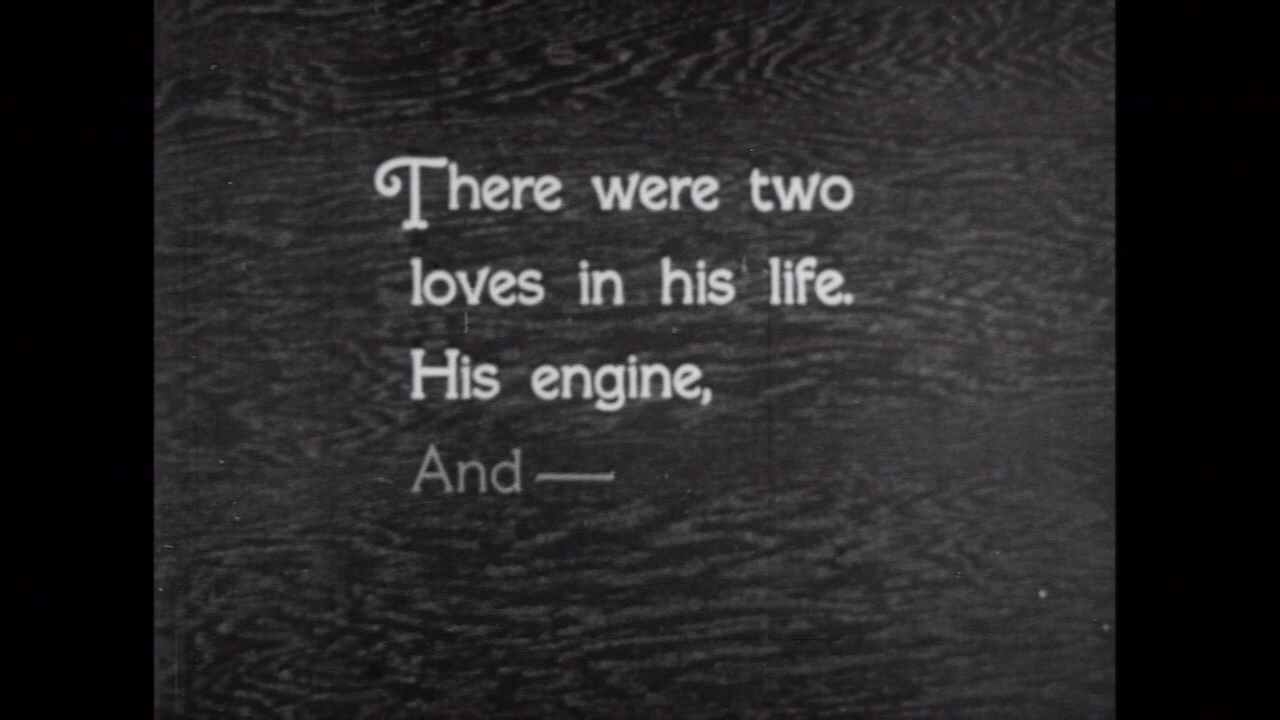 There were two
loves in his life.
His engine,
And —